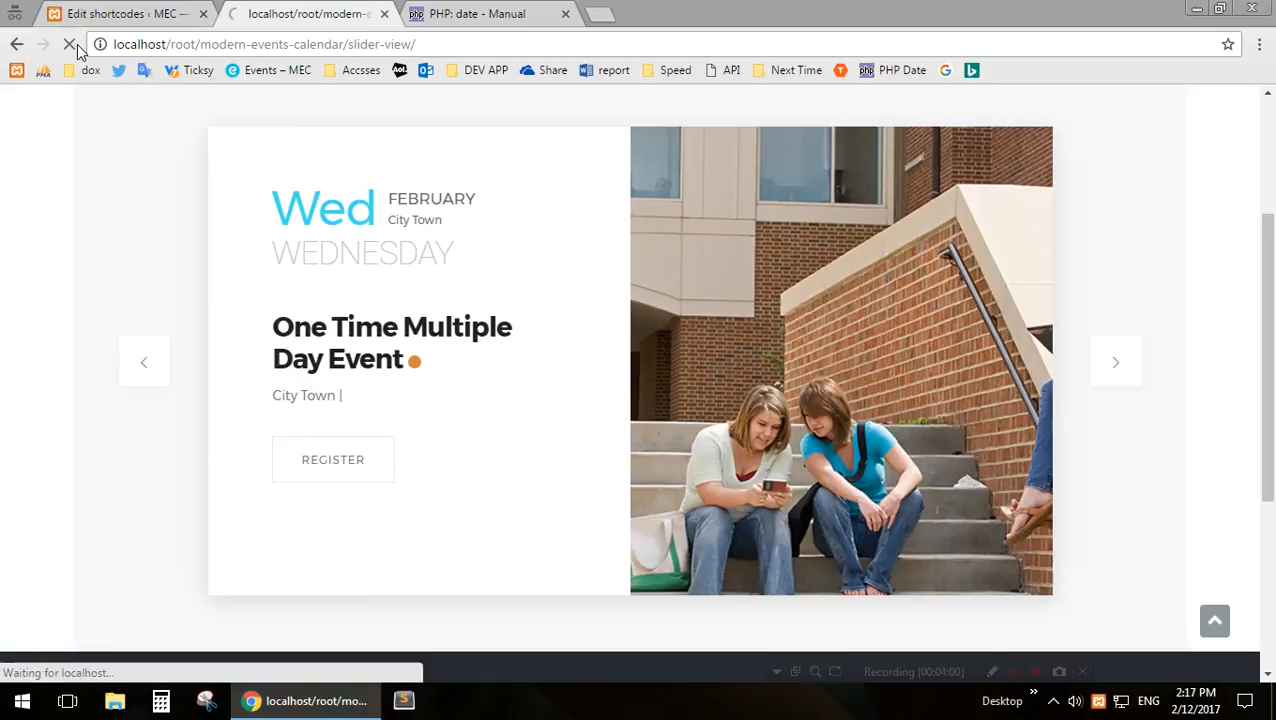 Edit shortcodes ‹ MEC —
localhost/root/modern-e
PHP: date - Manual
localhost/root/modern-events-calendar/slider-view/
dox
Ticksy
Events – MEC
Accsses
Aol.
DEV APP
Share
report
Speed
API
Next Time
PHP Date
Wed
FEBRUARY
City Town
WEDNESDAY
One Time Multiple
Day Event
City Town |
REGISTER
Waiting for localhost...
Recording [00:04:00]
localhost/root/mo...
Desktop
ENG
2:17 PM
2/12/2017